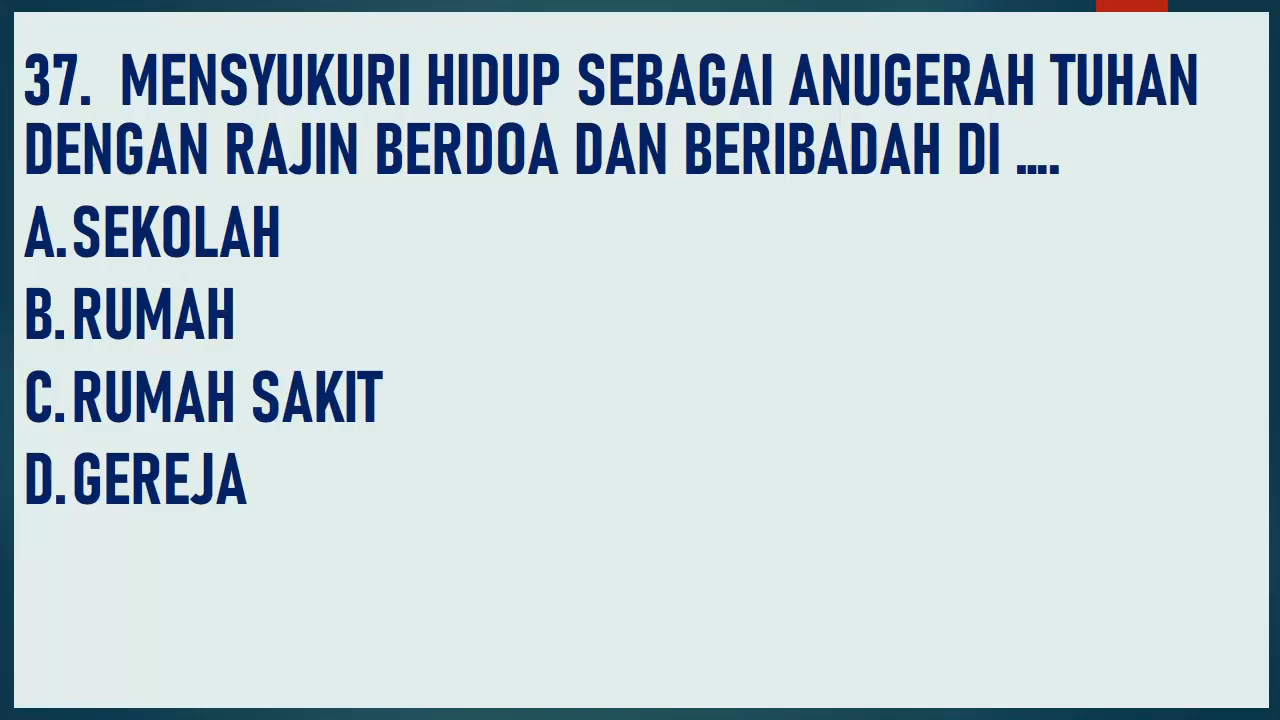 37. MENSYUKURI HIDUP SEBAGAI ANUGERAH TUHAN
DENGAN RAJIN BERDOA DAN BERIBADAH DI ....
A. SEKOLAH
B. RUMAH
C. RUMAH SAKIT
D. GEREJA